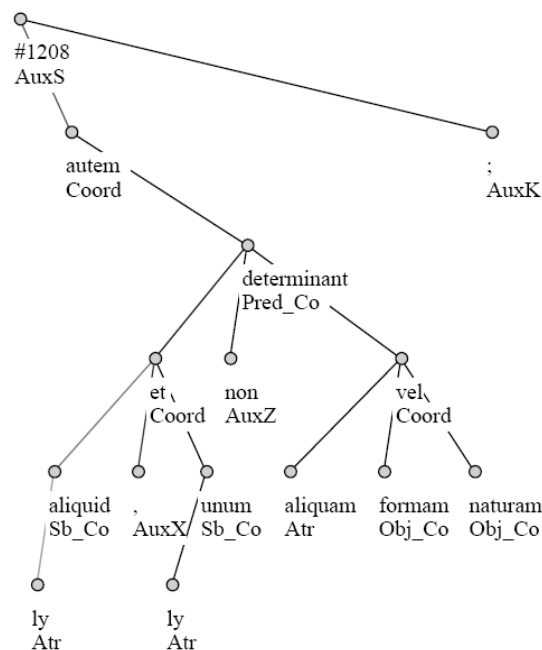 #1208
AuxS
autem
Coord
;
AuxK
determinant
Pred_Co
et
Coord
non
AuxZ
vel
Coord
aliquid
Sb_Co
,
AuxX
unum
Sb_Co
aliquam
Atr
formam
Obj_Co
naturam
Obj_Co
ly
Atr
ly
Atr